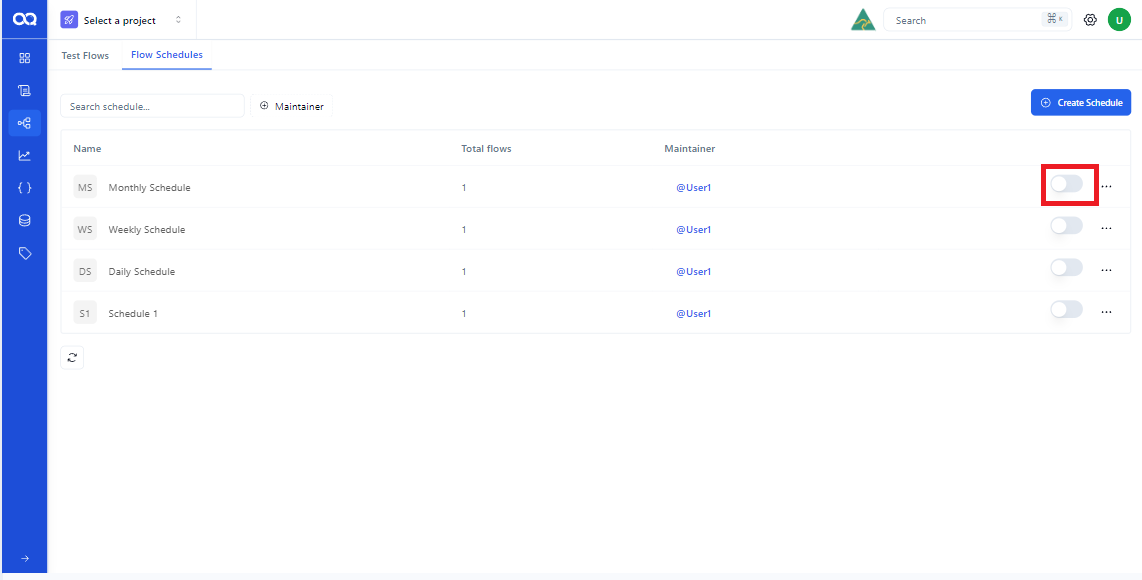 Select a project
Search
⌘ K
U
Test Flows
Flow Schedules
Search schedule...
Maintainer
Create Schedule
Name Total flows Maintainer
MS Monthly Schedule 1 @User1
WS Weekly Schedule 1 @User1
DS Daily Schedule 1 @User1
S1 Schedule 1 1 @User1